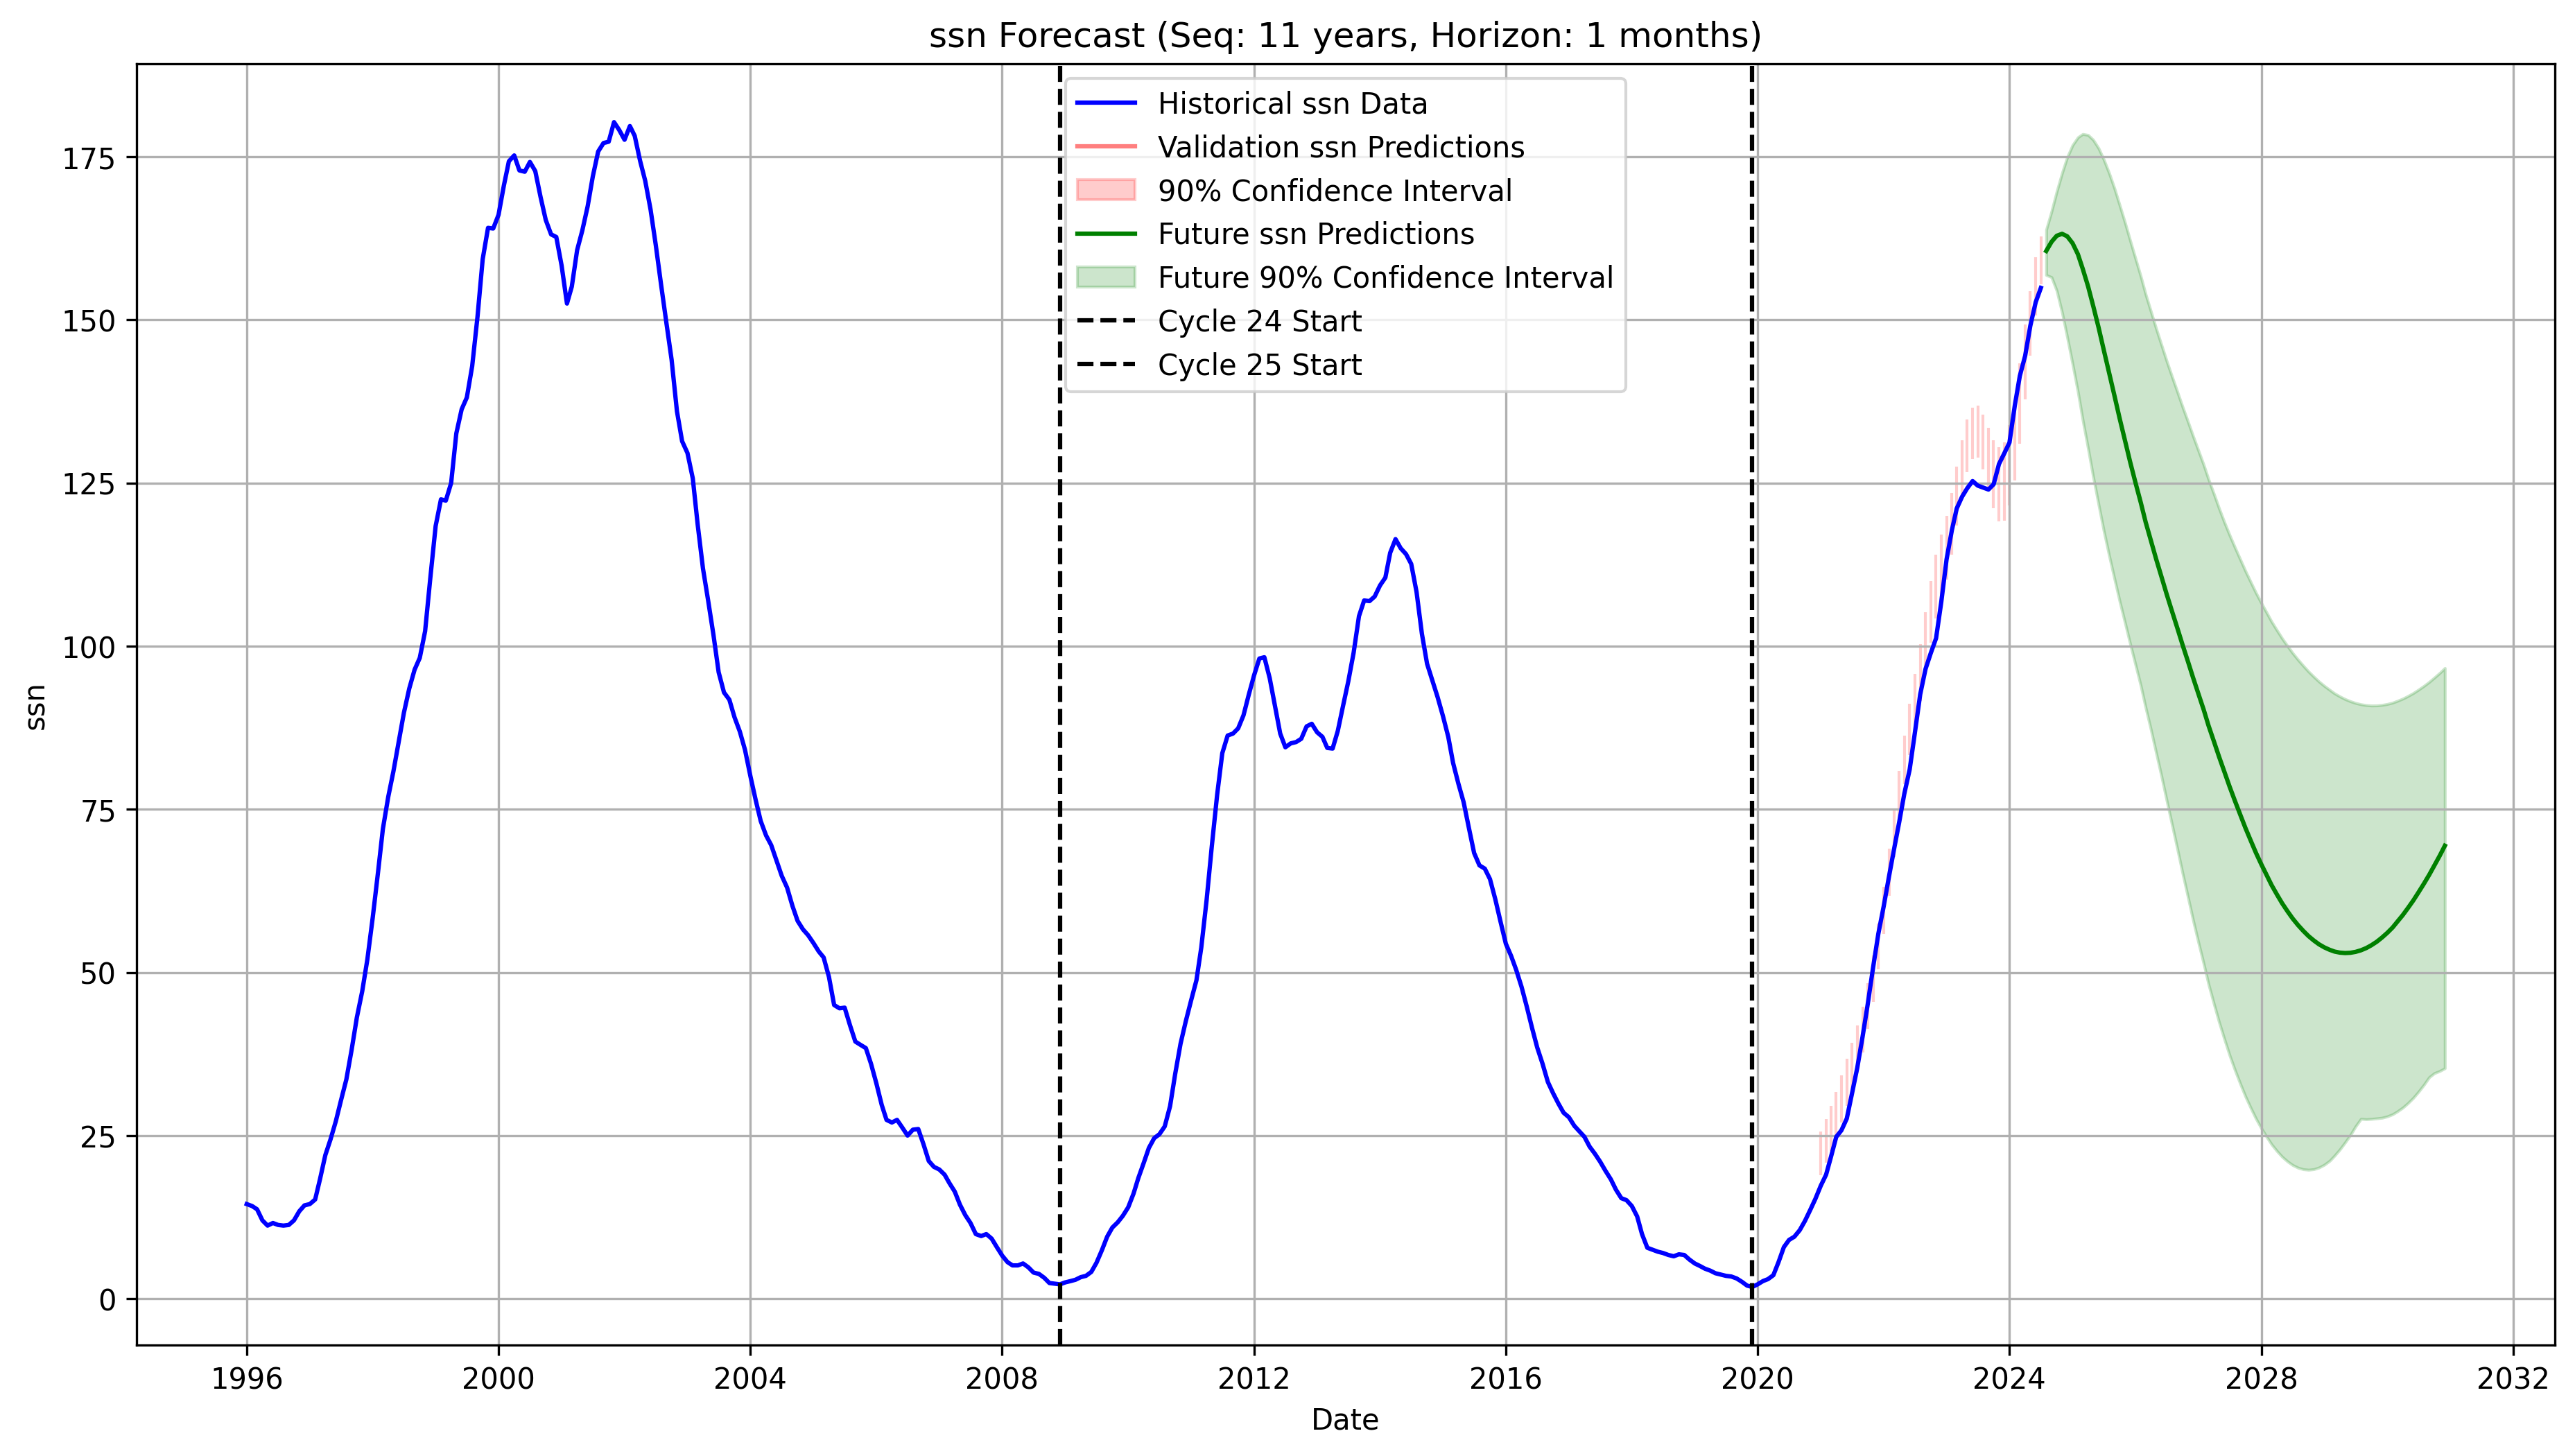 ssn Forecast (Seq: 11 years, Horizon: 1 months)
Historical ssn Data
Validation ssn Predictions
90% Confidence Interval
Future ssn Predictions
Future 90% Confidence Interval
Cycle 24 Start
Cycle 25 Start
175
150
125
100
75
50
25
0
ssn
1996 2000 2004 2008 2012 2016 2020 2024 2028 2032
Date